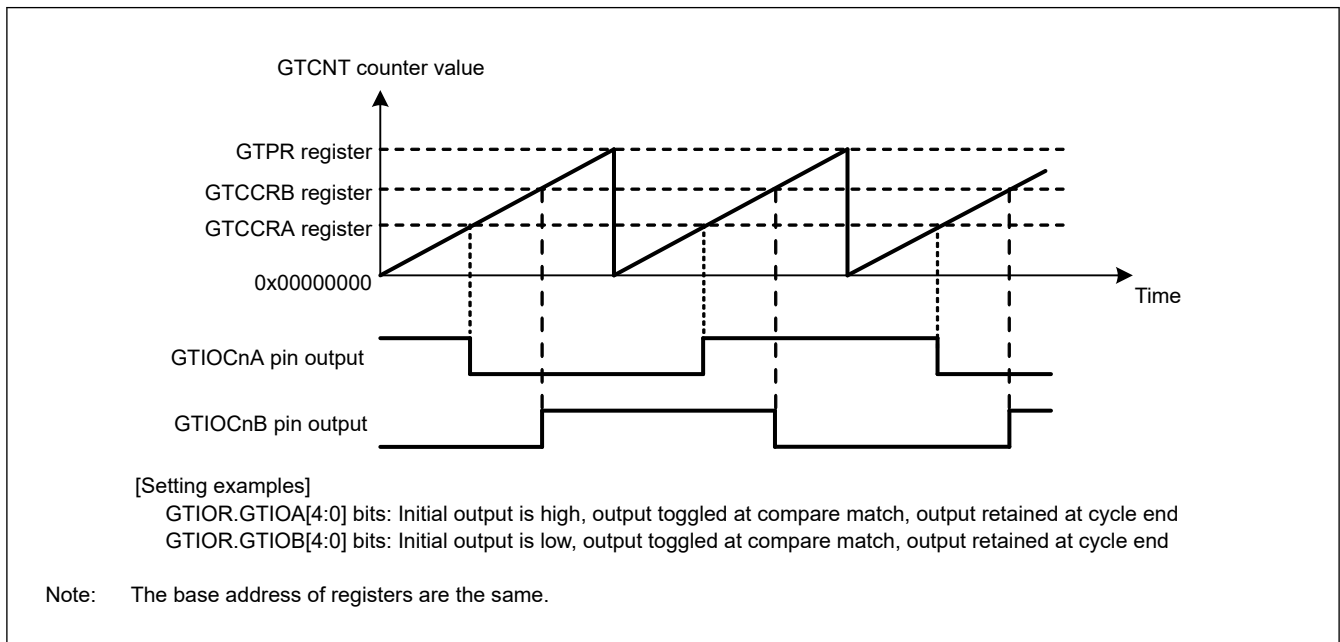 GTCNT counter value
GTPR register
GTCCRB register
GTCCRA register
0x00000000
Time
GTIOCnA pin output
GTIOCnB pin output
[Setting examples]
GTIOR.GTIOA[4:0] bits: Initial output is high, output toggled at compare match, output retained at cycle end
GTIOR.GTIOB[4:0] bits: Initial output is low, output toggled at compare match, output retained at cycle end
Note: The base address of registers are the same.